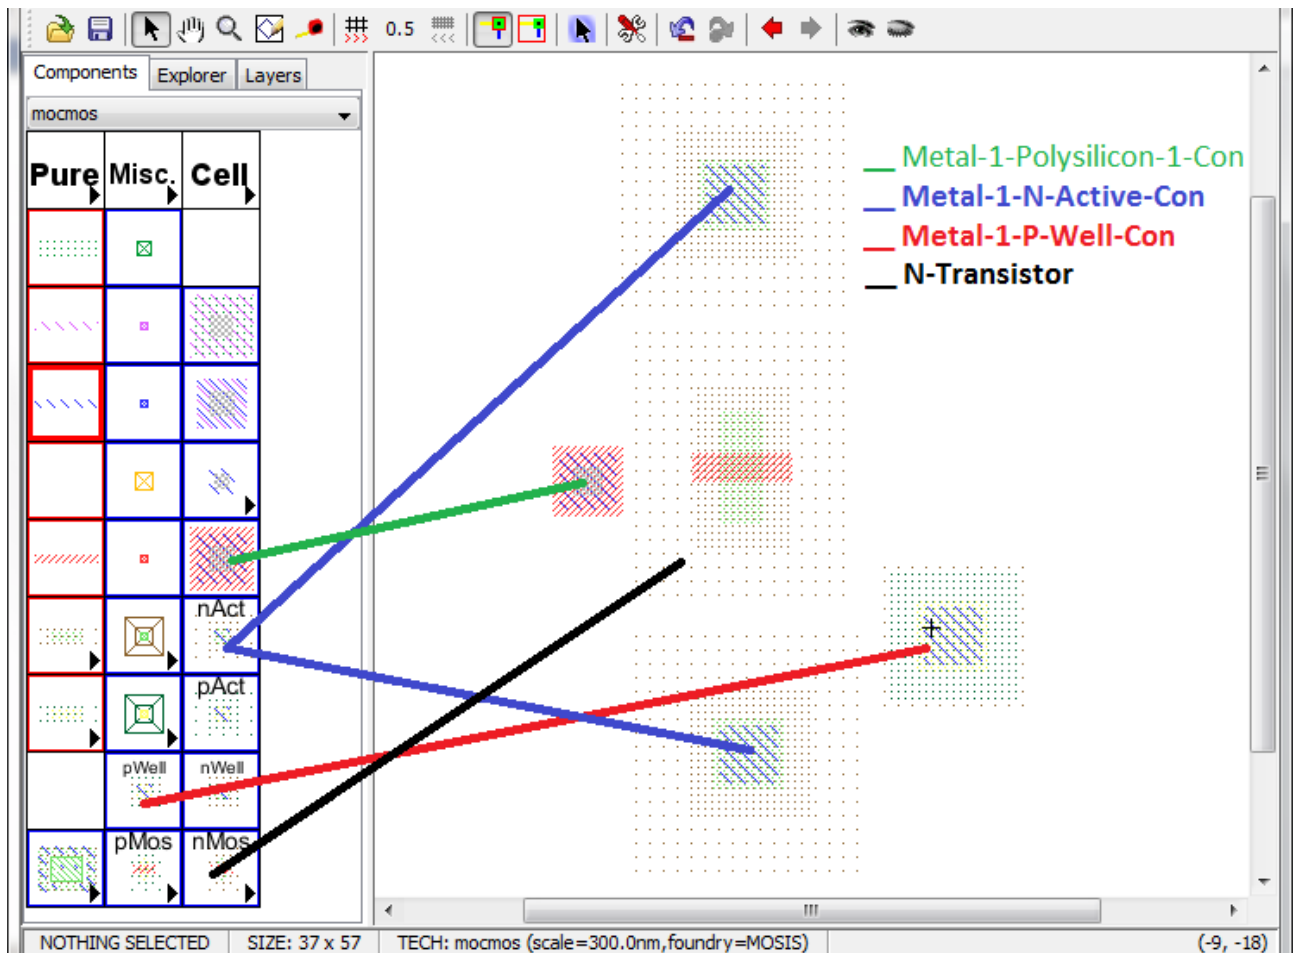 0.5
Components Explorer Layers
mocmos
Pure Misc. Cell
Metal-1-Polysilicon-1-Con
Metal-1-N-Active-Con
Metal-1-P-Well-Con
N-Transistor
.nAct.
.pAct.
pWell nWell
pMos nMos
NOTHING SELECTED SIZE: 37 x 57 TECH: mocmos (scale=300.0nm,foundry=MOSIS) (-9, -18)